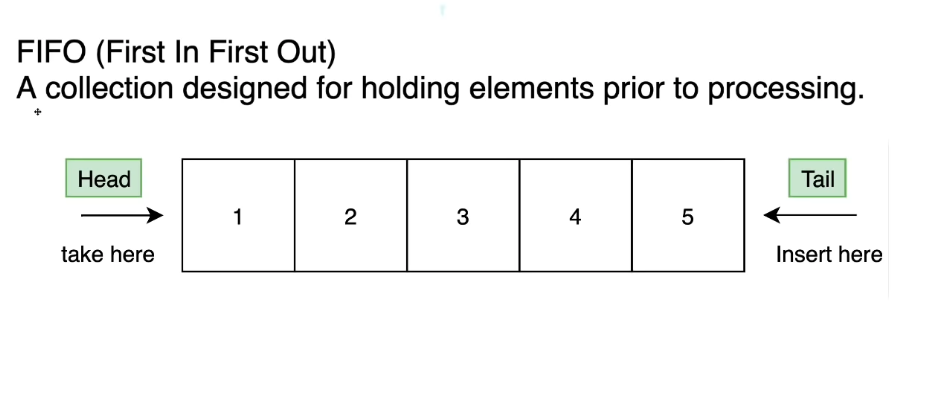 FIFO (First In First Out)
A collection designed for holding elements prior to processing.
Head
Tail
1 2 3 4 5
take here
Insert here